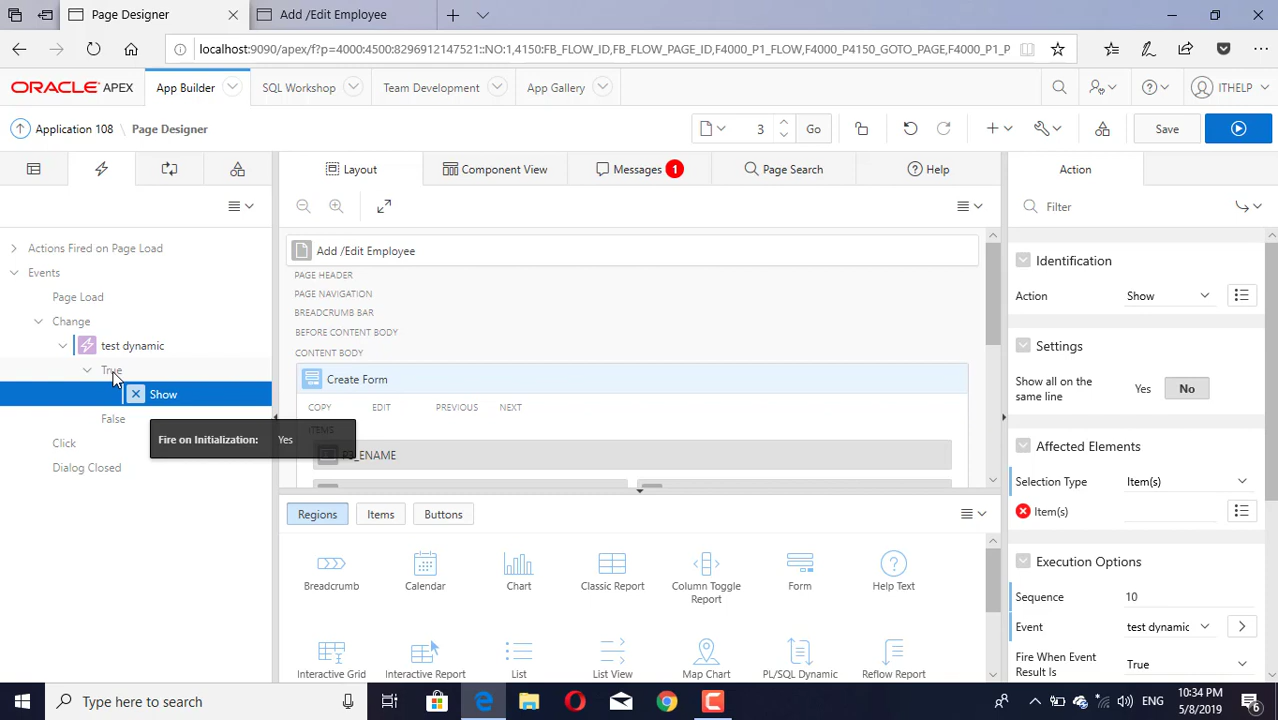 Page Designer
Add /Edit Employee
localhost:9090/apex/f?p=4000:4500:8296912147521::NO:1,4150:FB_FLOW_ID,FB_FLOW_PAGE_ID,F4000_P1_FLOW,F4000_P4150_GOTO_PAGE,F4000_P1_P
ORACLE APEX
App Builder
SQL Workshop
Team Development
App Gallery
ITHELP
Application 108
Page Designer
3
Go
Save
Layout
Component View
Messages 1
Page Search
Help
Action
Filter
Actions Fired on Page Load
Events
Page Load
Change
test dynamic
True
Show
False
Click
Dialog Closed
Fire on Initialization: Yes
Add /Edit Employee
PAGE HEADER
PAGE NAVIGATION
BREADCRUMB BAR
BEFORE CONTENT BODY
CONTENT BODY
Create Form
COPY
EDIT
PREVIOUS
NEXT
ITEMS
P3_ENAME
Regions
Items
Buttons
Breadcrumb
Calendar
Chart
Classic Report
Column Toggle
Report
Form
Help Text
Interactive Grid
Interactive Report
List
List View
Map Chart
PL/SQL Dynamic
Reflow Report
Identification
Action
Show
Settings
Show all on the
same line
Yes
No
Affected Elements
Selection Type
Item(s)
Item(s)
Execution Options
Sequence
10
Event
test dynamic
Fire When Event
Result Is
True
Type here to search
ENG
10:34 PM
5/8/2019
6